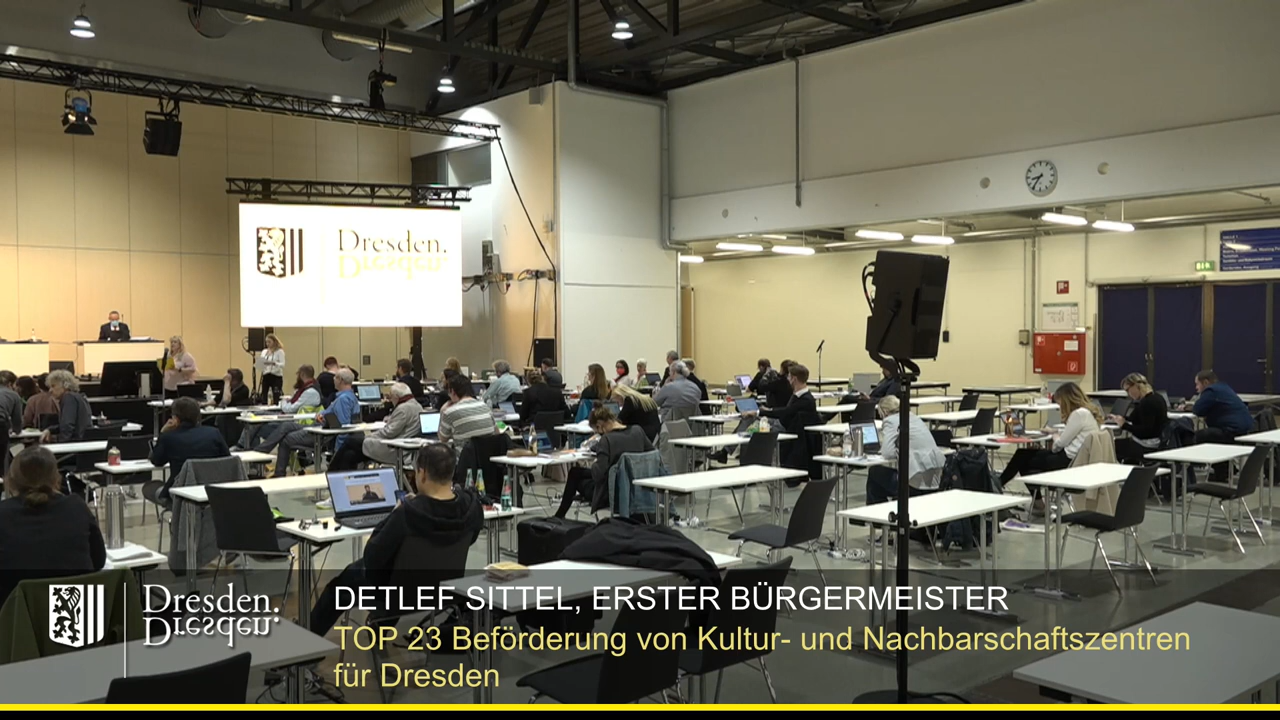 Dresden.
Dresden.
DETLEF SITTEL, ERSTER BÜRGERMEISTER
TOP 23 Beförderung von Kultur- und Nachbarschaftszentren
für Dresden